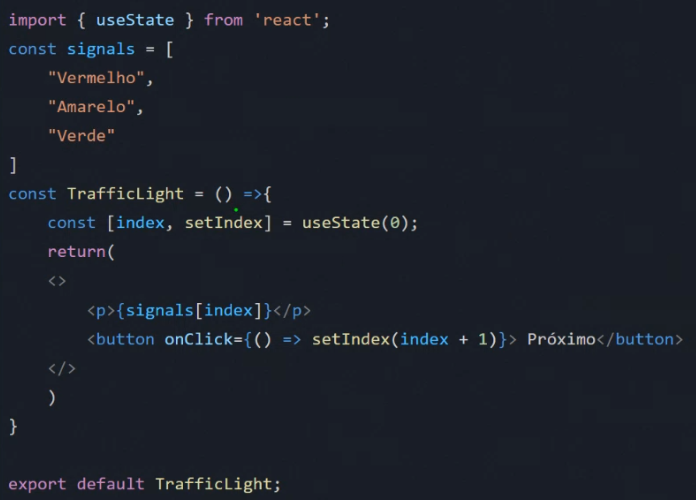 import { useState } from 'react';
const signals = [
    "Vermelho",
    "Amarelo",
    "Verde"
]
const TrafficLight = () =>{
    const [index, setIndex] = useState(0);
    return(
    <>
        <p>{signals[index]}</p>
        <button onClick={() => setIndex(index + 1)}> Próximo</button>
    </>
    )
}
export default TrafficLight;